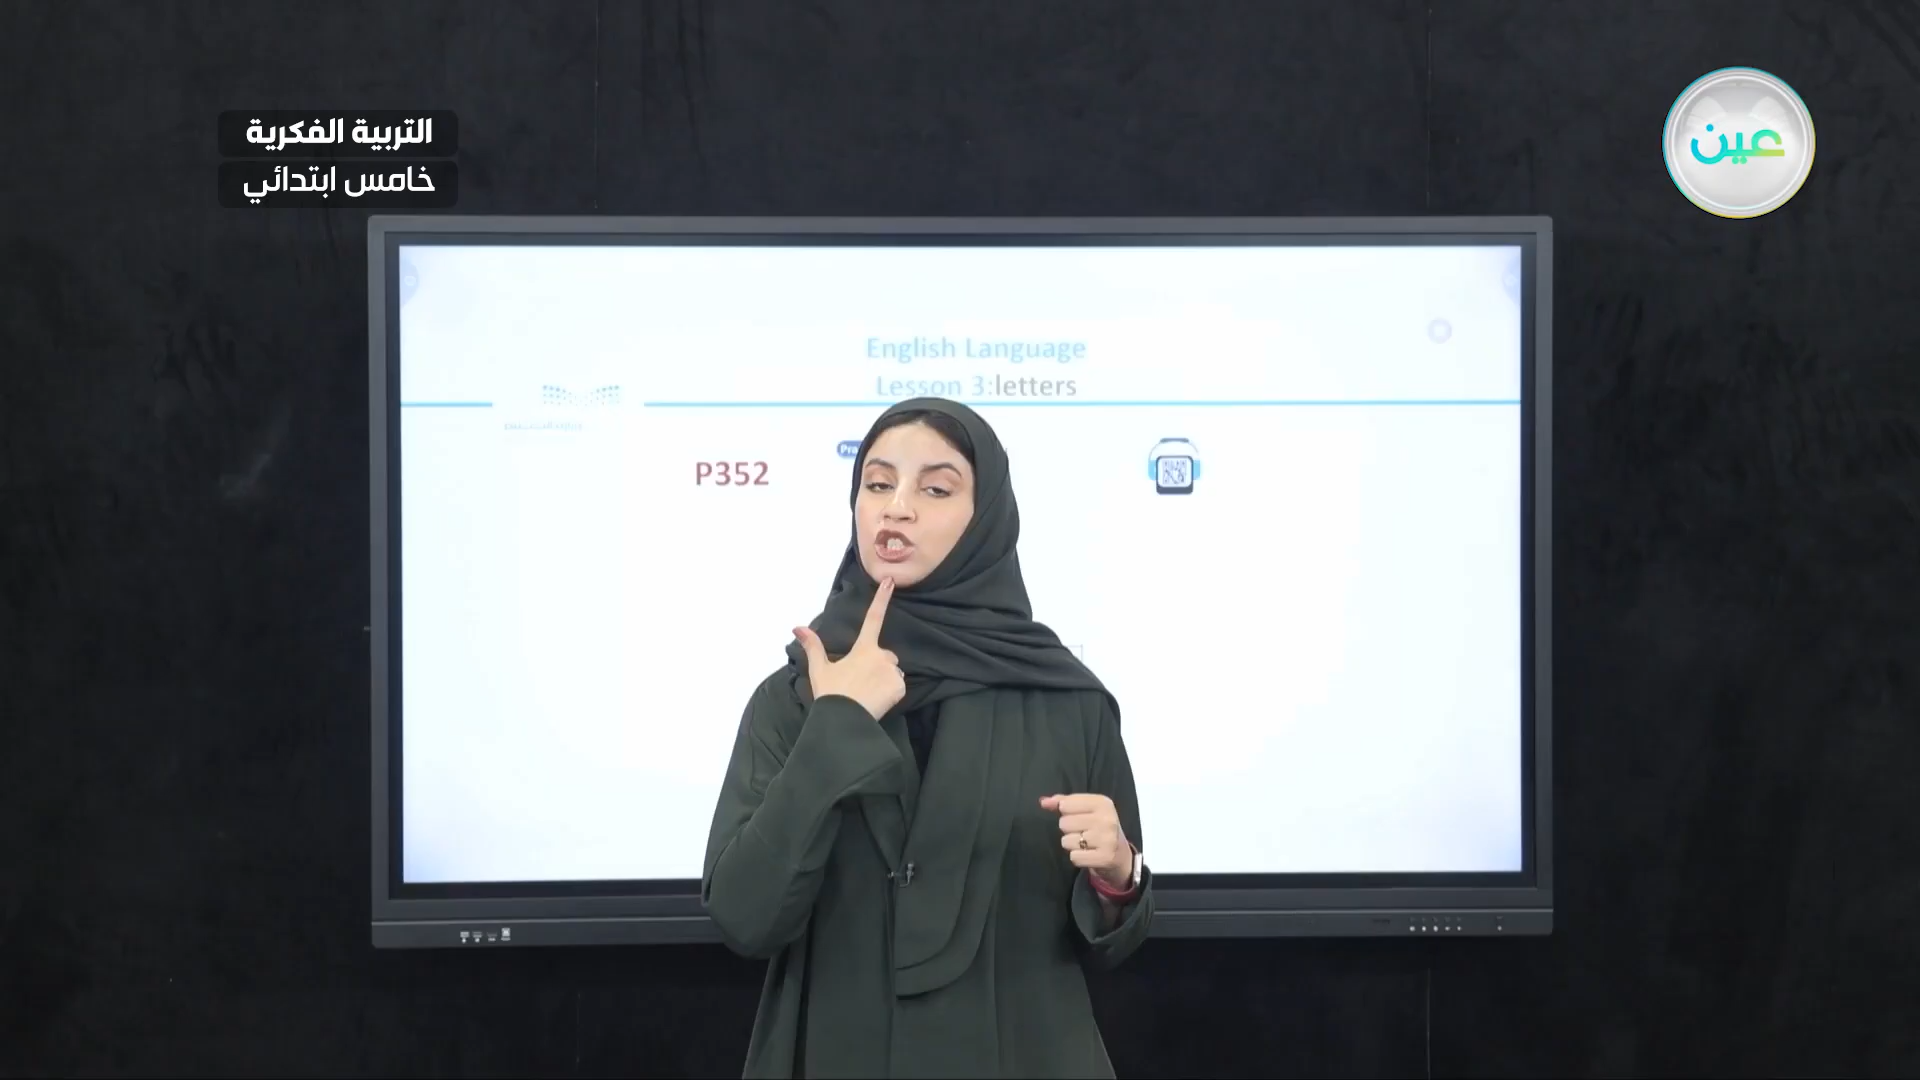 التربية الفكرية
خامس ابتدائي
عين
English Language
Lesson 3:letters
P352